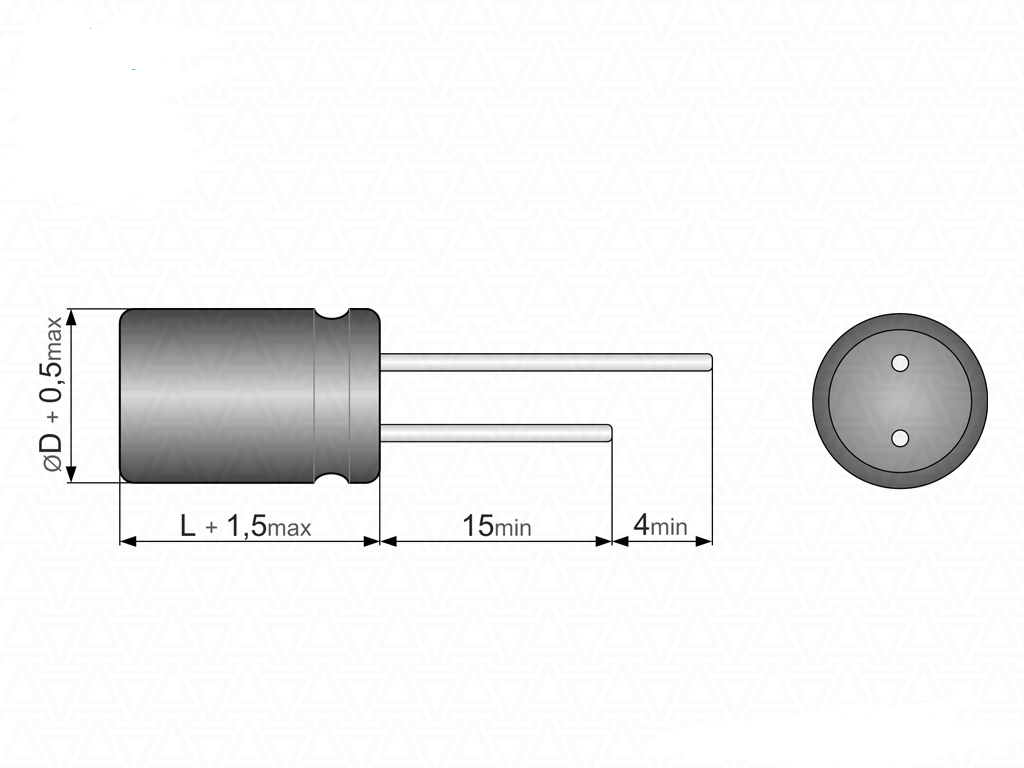 ØD + 0,5max
L + 1,5max
15min
4min